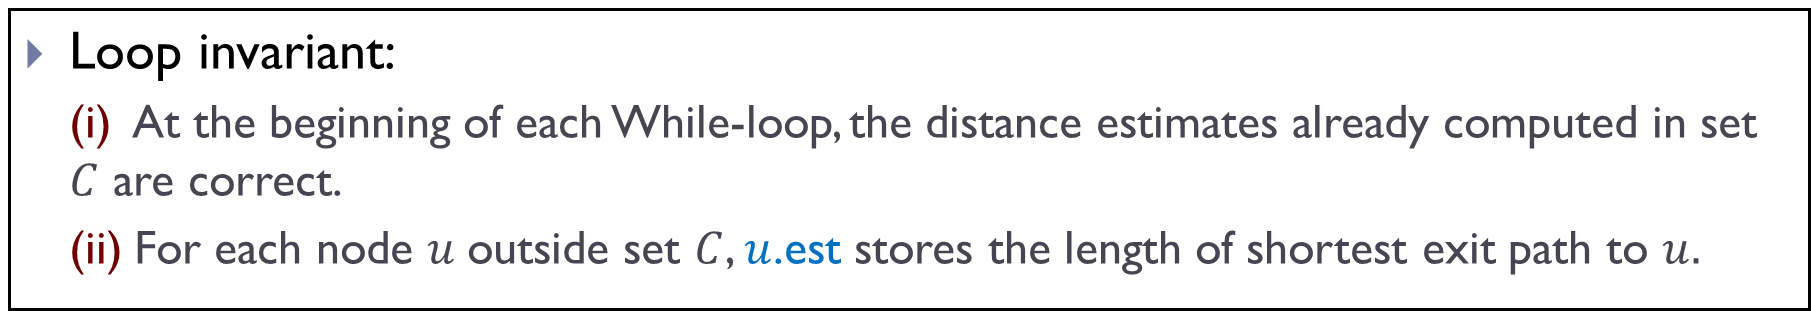 Loop invariant:
(i) At the beginning of each While-loop, the distance estimates already computed in set
C are correct.
(ii) For each node u outside set C, u.est stores the length of shortest exit path to u.